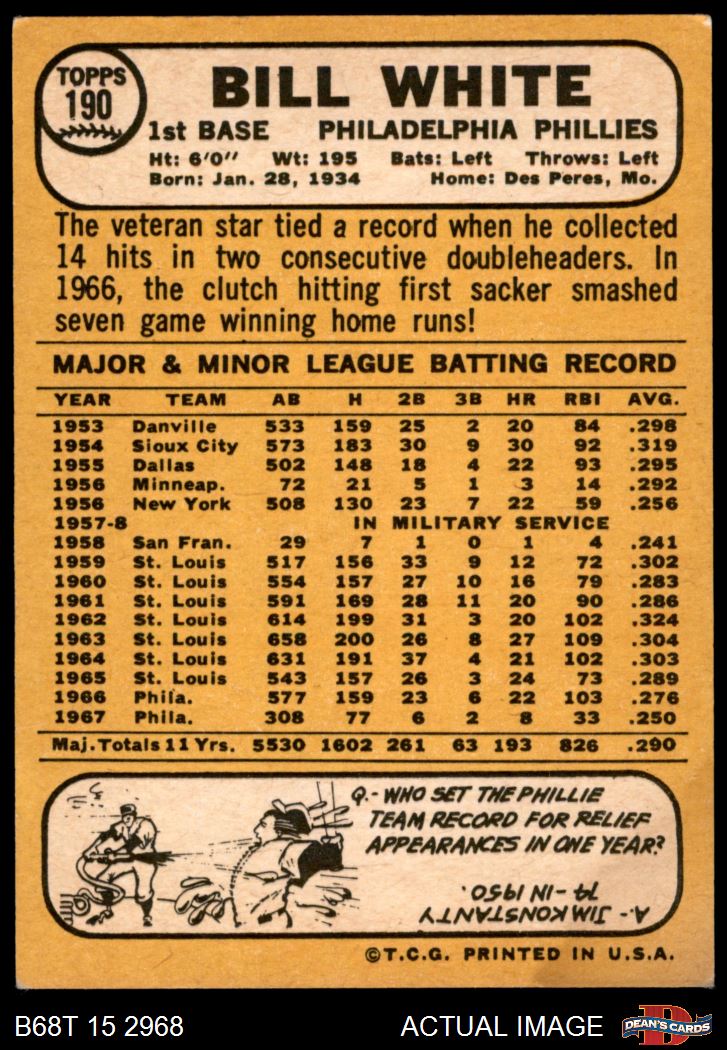 TOPPS
190
BILL WHITE
1st BASE PHILADELPHIA PHILLIES
Ht: 6'0" Wt: 195 Bats: Left Throws: Left
Born: Jan. 28, 1934 Home: Des Peres, Mo.
The veteran star tied a record when he collected
14 hits in two consecutive doubleheaders. In
1966, the clutch hitting first sacker smashed
seven game winning home runs!
MAJOR & MINOR LEAGUE BATTING RECORD
YEAR TEAM AB H 2B 3B HR RBI AVG.
1953 Danville 533 159 25 2 20 84 .298
1954 Sioux City 573 183 30 9 30 92 .319
1955 Dallas 502 148 18 4 22 93 .295
1956 Minneap. 72 21 5 1 3 14 .292
1956 New York 508 130 23 7 22 59 .256
1957-8 IN MILITARY SERVICE
1958 San Fran. 29 7 1 0 1 4 .241
1959 St. Louis 517 156 33 9 12 72 .302
1960 St. Louis 554 157 27 10 16 79 .283
1961 St. Louis 591 169 28 11 20 90 .286
1962 St. Louis 614 199 31 3 20 102 .324
1963 St. Louis 658 200 26 8 27 109 .304
1964 St. Louis 631 191 37 4 21 102 .303
1965 St. Louis 543 157 26 3 24 73 .289
1966 Phila. 577 159 23 6 22 103 .276
1967 Phila. 308 77 6 2 8 33 .250
Maj. Totals 11 Yrs. 5530 1602 261 63 193 826 .290
Q.- WHO SET THE PHILLIE
TEAM RECORD FOR RELIEF
APPEARANCES IN ONE YEAR?
A.- JIM KONSTANTY
74 -IN 1950.
©T.C.G. PRINTED IN U.S.A.
B68T 15 2968
ACTUAL IMAGE
D
DEAN'S CARDS